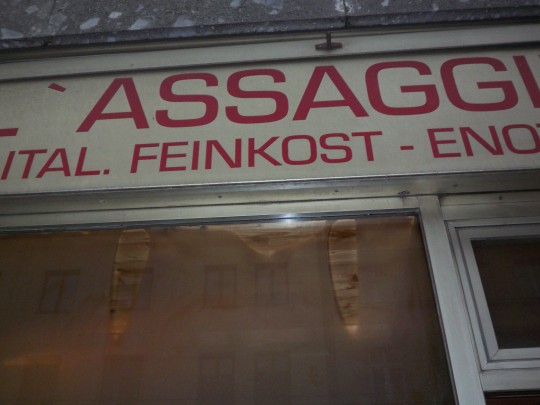 L `ASSAGGI
ITAL. FEINKOST - ENO